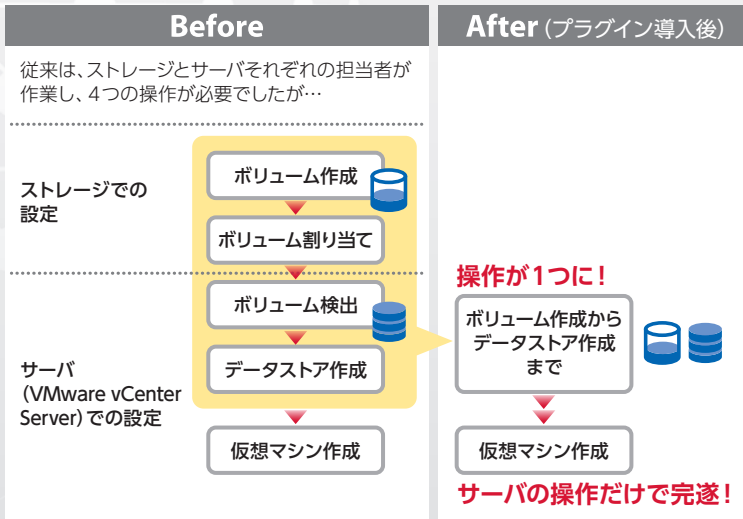 Before
従来は、ストレージとサーバそれぞれの担当者が
作業し、4つの操作が必要でしたが…
ストレージでの
設定
ボリューム作成
ボリューム割り当て
サーバ
(VMware vCenter
Server)での設定
ボリューム検出
データストア作成
仮想マシン作成
After(プラグイン導入後)
操作が1つに!
ボリューム作成から
データストア作成
まで
仮想マシン作成
サーバの操作だけで完遂!